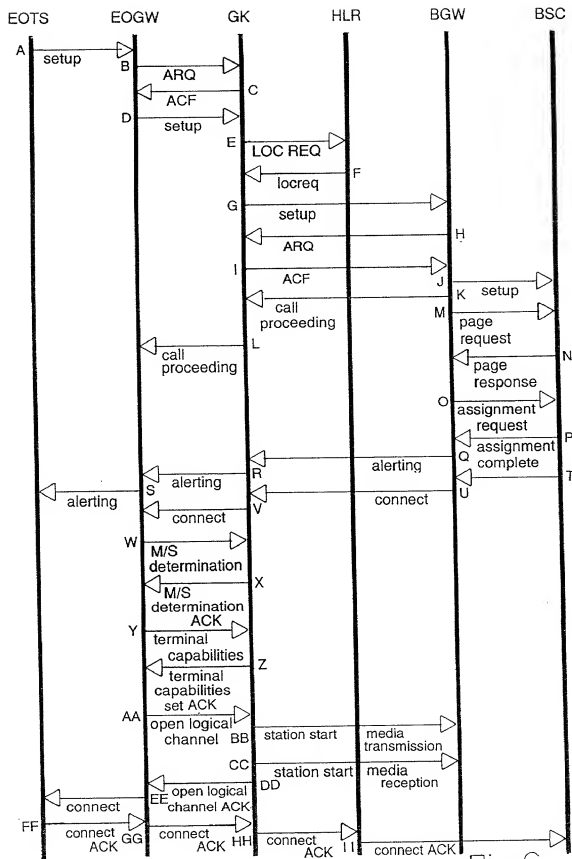 EOTS EOGW GK HLR BGW BSC
A setup
B ARQ
ACF C
D setup
E LOC REQ
locreq F
G setup
ARQ H
I ACF
J setup
call proceeding K
M page request
call proceeding L
page response N
O assignment request
assignment complete P
alerting Q
alerting R
alerting S
T
connect U
connect V
W M/S determination
M/S determination ACK X
Y terminal capabilities
terminal capabilities set ACK Z
AA open logical channel
BB station start media transmission
CC station start media reception
open logical channel ACK DD
connect EE
FF connect ACK
GG connect ACK
HH connect ACK
II connect ACK